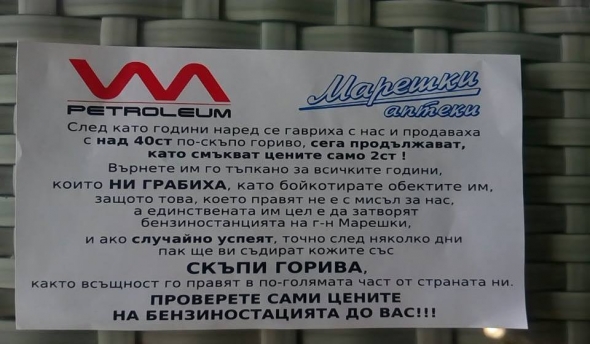 VM
PETROLEUM
Марешки
аптеки
След като години наред се гавриха с нас и продаваха
с над 40ст по-скъпо гориво, сега продължават,
като смъкват цените само 2ст !
Върнете им го тъпкано за всичките години,
които НИ ГРАБИХА, като бойкотирате обектите им,
защото това, което правят не е с мисъл за нас,
а единствената им цел е да затворят
бензиностанцията на г-н Марешки,
и ако случайно успеят, точно след няколко дни
пак ще ви съдират кожите със
СКЪПИ ГОРИВА,
както всъщност го правят в по-голямата част от страната ни.
ПРОВЕРЕТЕ САМИ ЦЕНИТЕ
НА БЕНЗИНОСТАЦИЯТА ДО ВАС!!!